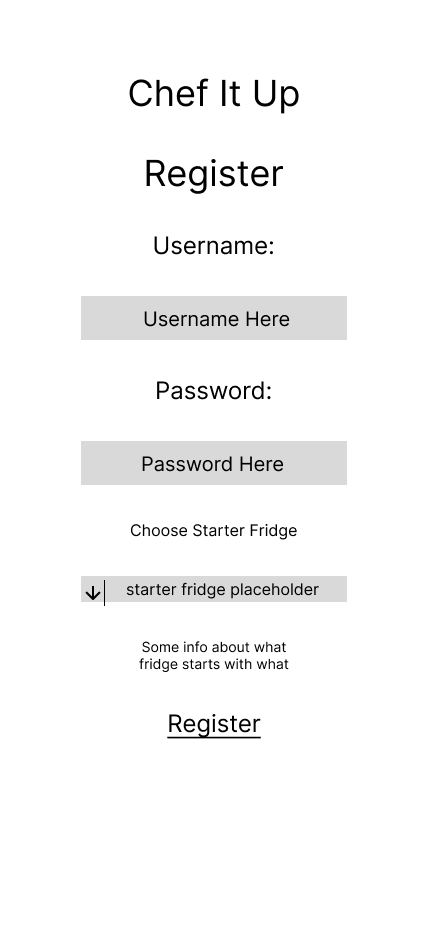 Chef It Up
Register
Username:
Username Here
Password:
Password Here
Choose Starter Fridge
starter fridge placeholder
Some info about what
fridge starts with what
Register